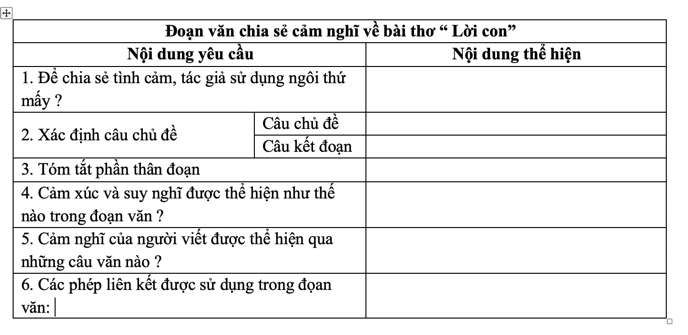 Đoạn văn chia sẻ cảm nghĩ về bài thơ “ Lời con”
Nội dung yêu cầu
Nội dung thể hiện
1. Để chia sẻ tình cảm, tác giả sử dụng ngôi thứ
mấy ?
2. Xác định câu chủ đề
Câu chủ đề
Câu kết đoạn
3. Tóm tắt phần thân đoạn
4. Cảm xúc và suy nghĩ được thể hiện như thế
nào trong đoạn văn ?
5. Cảm nghĩ của người viết được thể hiện qua
những câu văn nào ?
6. Các phép liên kết được sử dụng trong đọan
văn: